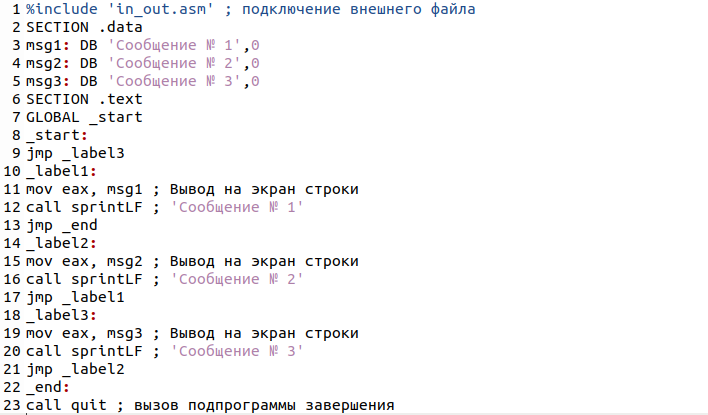 1 %include 'in_out.asm' ; подключение внешнего файла
2 SECTION .data
3 msg1: DB 'Сообщение № 1',0
4 msg2: DB 'Сообщение № 2',0
5 msg3: DB 'Сообщение № 3',0
6 SECTION .text
7 GLOBAL _start
8 _start:
9 jmp _label3
10 _label1:
11 mov eax, msg1 ; Вывод на экран строки
12 call sprintLF ; 'Сообщение № 1'
13 jmp _end
14 _label2:
15 mov eax, msg2 ; Вывод на экран строки
16 call sprintLF ; 'Сообщение № 2'
17 jmp _label1
18 _label3:
19 mov eax, msg3 ; Вывод на экран строки
20 call sprintLF ; 'Сообщение № 3'
21 jmp _label2
22 _end:
23 call quit ; вызов подпрограммы завершения